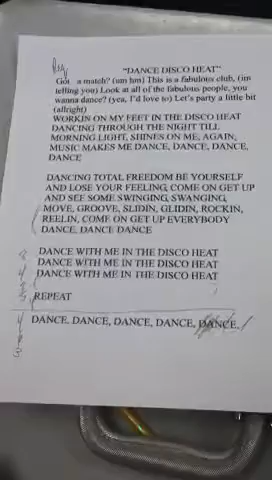 "DANCE DISCO HEAT"
Got a match? (um hm) This is a fabulous club, (im
telling you) Look at all of the fabulous people, you
wanna dance? (yea, I'd love to) Let's party a little bit
(allright)
WORKIN ON MY FEET IN THE DISCO HEAT
DANCING THROUGH THE NIGHT TILL
MORNING LIGHT, SHINES ON ME, AGAIN,
MUSIC MAKES ME DANCE, DANCE, DANCE,
DANCE
DANCING TOTAL FREEDOM BE YOURSELF
AND LOSE YOUR FEELING, COME ON GET UP
AND SEE SOME SWINGING, SWANGING,
MOVE, GROOVE, SLIDIN, GLIDIN, ROCKIN,
REELIN, COME ON GET UP EVERYBODY
DANCE, DANCE DANCE
DANCE WITH ME IN THE DISCO HEAT
DANCE WITH ME IN THE DISCO HEAT
DANCE WITH ME IN THE DISCO HEAT
REPEAT
DANCE, DANCE, DANCE, DANCE, DANCE,